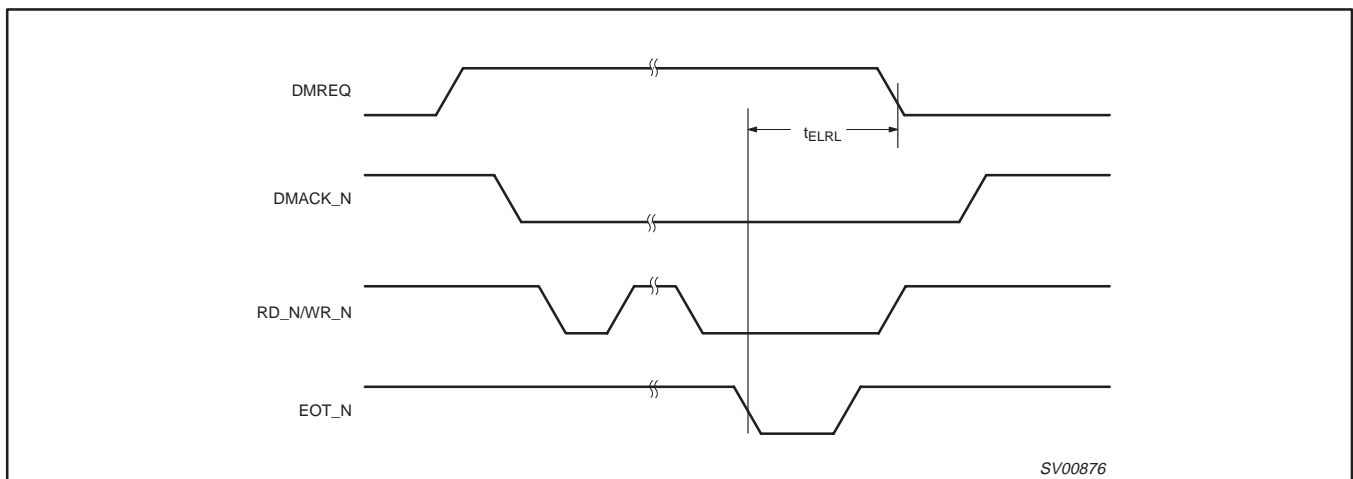 DMREQ
tELRL
DMACK_N
RD_N/WR_N
EOT_N
SV00876